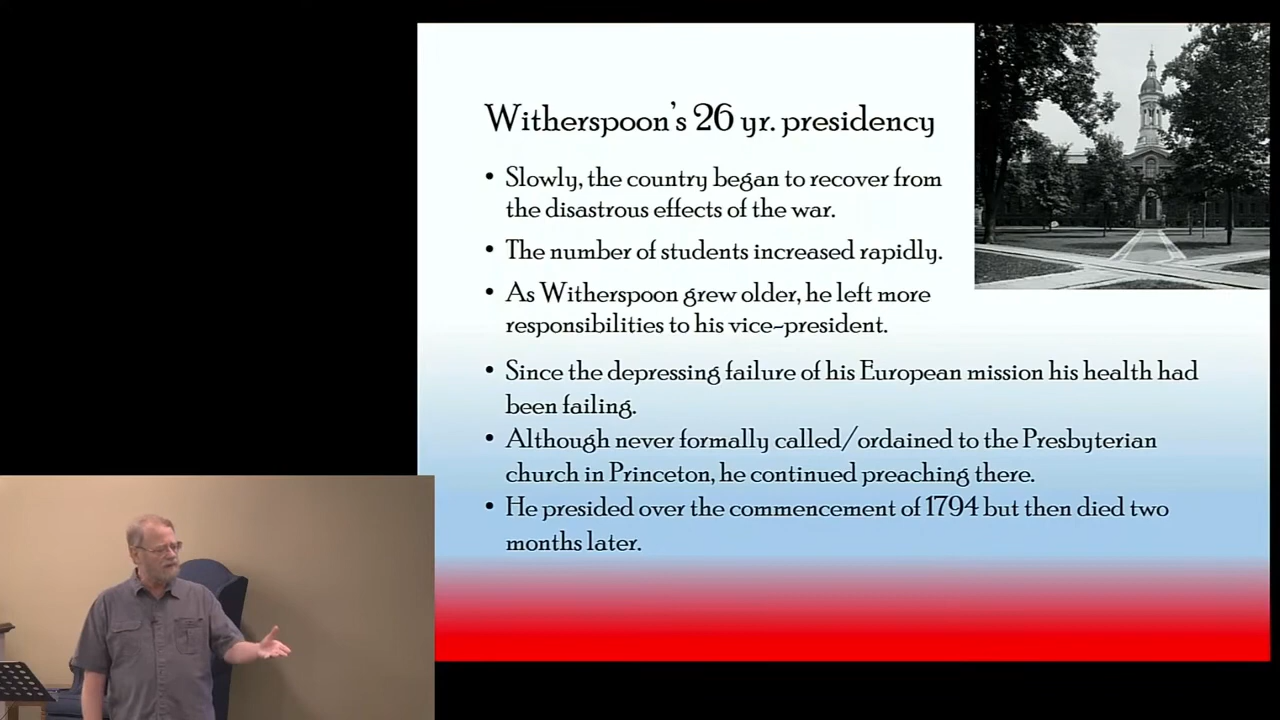 Witherspoon's 26 yr. presidency
• Slowly, the country began to recover from
the disastrous effects of the war.
• The number of students increased rapidly.
• As Witherspoon grew older, he left more
responsibilities to his vice-president.
• Since the depressing failure of his European mission his health had
been failing.
• Although never formally called/ordained to the Presbyterian
church in Princeton, he continued preaching there.
• He presided over the commencement of 1794 but then died two
months later.